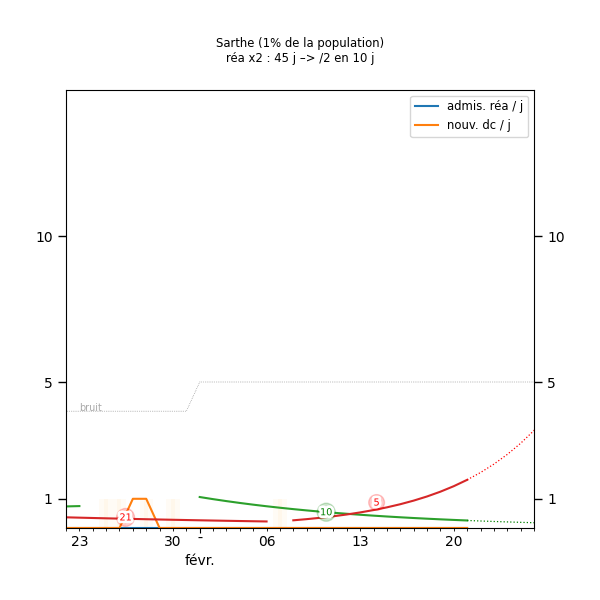 Sarthe (1% de la population)
réa x2 : 45 j –> /2 en 10 j
admis. réa / j
nouv. dc / j
10 10
5 5
bruit
1 1
21
10
5
23 30 - 06 13 20
févr.